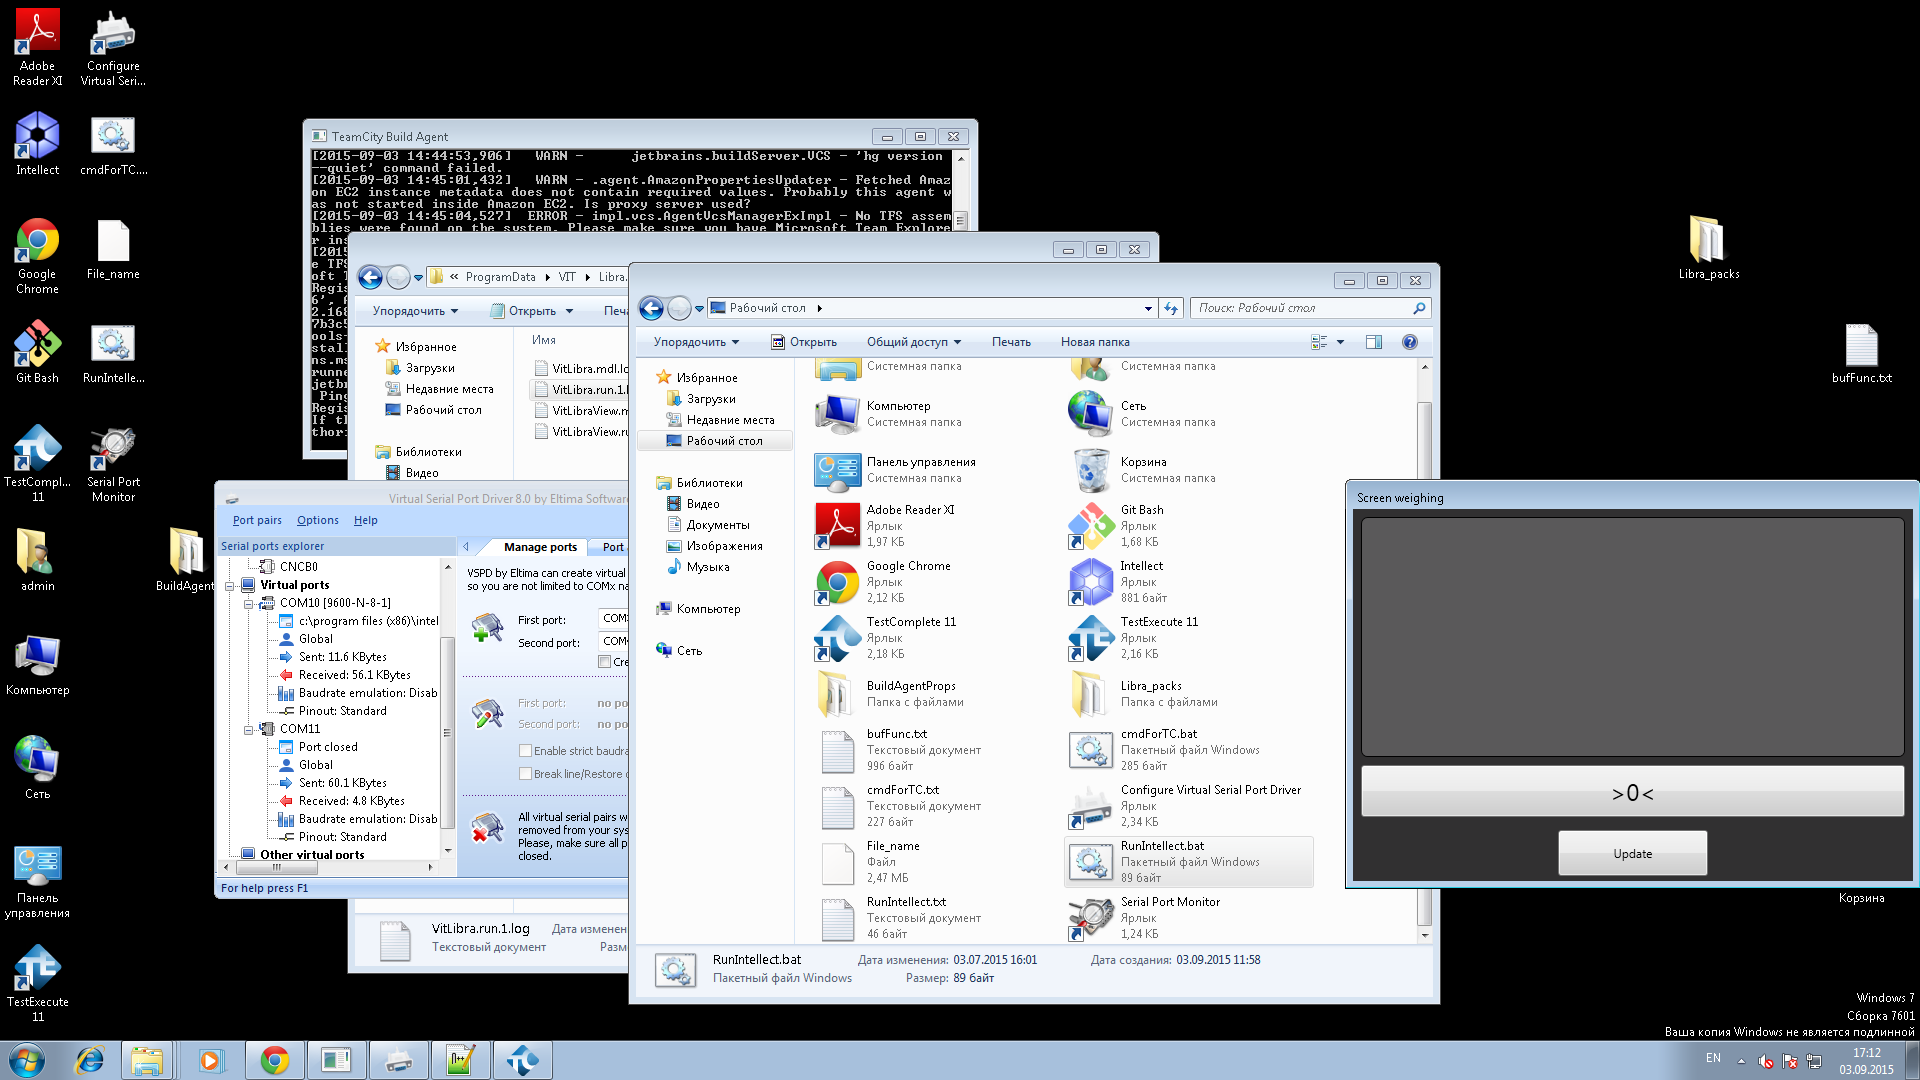 Adobe
Reader XI
Configure
Virtual Seri...
Intellect
cmdForTC....
Google
Chrome
File_name
Git Bash
RunIntelle...
TestCompl...
11
Serial Port
Monitor
admin
BuildAgent
Компьютер
Сеть
Панель
управления
TestExecute
11
Libra_packs
bufFunc.txt
Корзина
TeamCity Build Agent
[2015-09-03 14:44:53,906]   WARN -      jetbrains.buildServer.VCS - 'hg version
--quiet' command failed.
[2015-09-03 14:45:01,432]   WARN - .agent.AmazonPropertiesUpdater - Fetched Amaz
on EC2 instance metadata does not contain required values. Probably this agent w
as not started inside Amazon EC2. Is proxy server used?
[2015-09-03 14:45:04,527]  ERROR - impl.vcs.AgentVcsManagerExImpl - No TFS assem
blies were found on the system. Please make sure you have Microsoft Team Explore
r ins
[201
e TFS
oft T
Regis
6', A
2.168
7b3c5
ools-
stall
ns.ms
runne
jetbr
Ping
Regis
If th
thori
« ProgramData ▸ VIT ▸ Libra.
Упорядочить
Открыть
Печа
Избранное
Загрузки
Недавние места
Рабочий стол
Библиотеки
Видео
Имя
VitLibra.mdl.lo
VitLibra.run.1.l
VitLibraView.m
VitLibraView.ru
VitLibra.run.1.log
Дата изменен
Текстовый документ
Разм
Virtual Serial Port Driver 8.0 by Eltima Software
Port pairs
Options
Help
Serial ports explorer
CNCB0
Virtual ports
COM10 [9600-N-8-1]
c:\program files (x86)\intel
Global
Sent: 11.6 KBytes
Received: 56.1 KBytes
Baudrate emulation: Disab
Pinout: Standard
COM11
Port closed
Global
Sent: 60.1 KBytes
Received: 4.8 KBytes
Baudrate emulation: Disab
Pinout: Standard
Other virtual ports
For help press F1
Manage ports
Port
VSPD by Eltima can create virtual
so you are not limited to COMx na
First port:
COM
Second port:
COM
Cre
First port:
no po
Second port:
no po
Enable strict baudra
Break line/Restore c
All virtual serial pairs w
removed from your sys
Please, make sure all p
closed.
Рабочий стол ▸
Поиск: Рабочий стол
Упорядочить
Открыть
Общий доступ
Печать
Новая папка
Избранное
Загрузки
Недавние места
Рабочий стол
Библиотеки
Видео
Документы
Изображения
Музыка
Компьютер
Сеть
Системная папка
Системная папка
Компьютер
Системная папка
Сеть
Системная папка
Панель управления
Системная папка
Корзина
Системная папка
Adobe Reader XI
Ярлык
1,97 КБ
Git Bash
Ярлык
1,68 КБ
Google Chrome
Ярлык
2,12 КБ
Intellect
Ярлык
881 байт
TestComplete 11
Ярлык
2,18 КБ
TestExecute 11
Ярлык
2,16 КБ
BuildAgentProps
Папка с файлами
Libra_packs
Папка с файлами
bufFunc.txt
Текстовый документ
996 байт
cmdForTC.bat
Пакетный файл Windows
285 байт
cmdForTC.txt
Текстовый документ
227 байт
Configure Virtual Serial Port Driver
Ярлык
2,34 КБ
File_name
Файл
2,47 МБ
RunIntellect.bat
Пакетный файл Windows
89 байт
RunIntellect.txt
Текстовый документ
46 байт
Serial Port Monitor
Ярлык
1,24 КБ
RunIntellect.bat
Дата изменения: 03.07.2015 16:01
Дата создания: 03.09.2015 11:58
Пакетный файл Windows
Размер: 89 байт
Screen weighing
>0<
Update
Windows 7
Сборка 7601
Ваша копия Windows не является подлинной
EN
17:12
03.09.2015